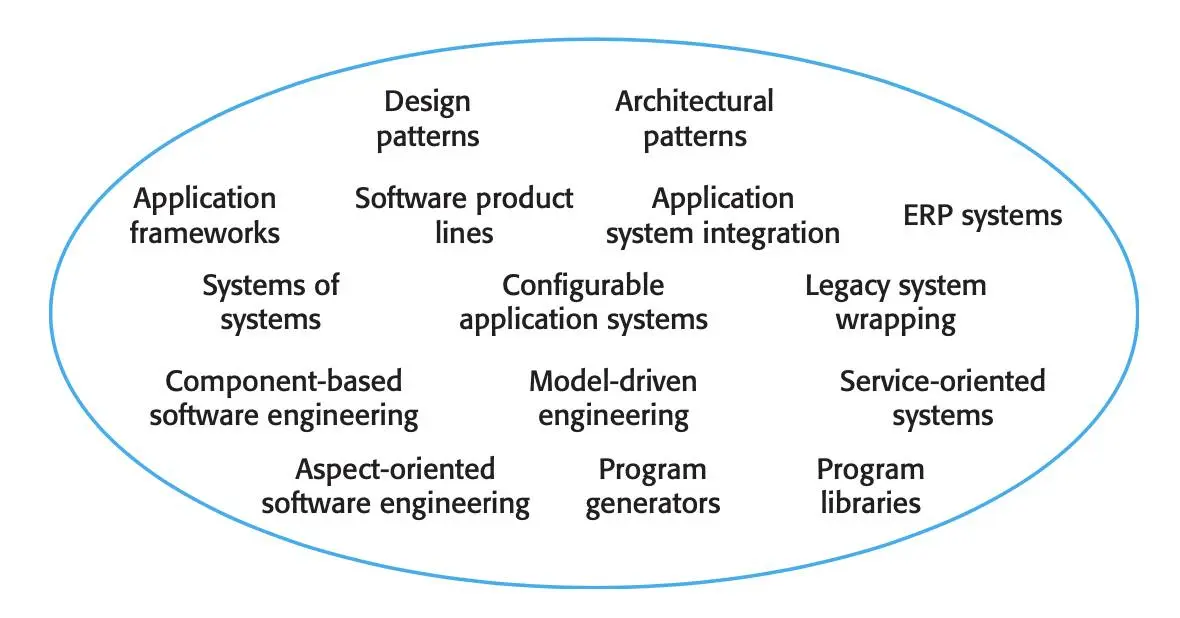 Design
patterns
Architectural
patterns
Application
frameworks
Software product
lines
Application
system integration
ERP systems
Systems of
systems
Configurable
application systems
Legacy system
wrapping
Component-based
software engineering
Model-driven
engineering
Service-oriented
systems
Aspect-oriented
software engineering
Program
generators
Program
libraries